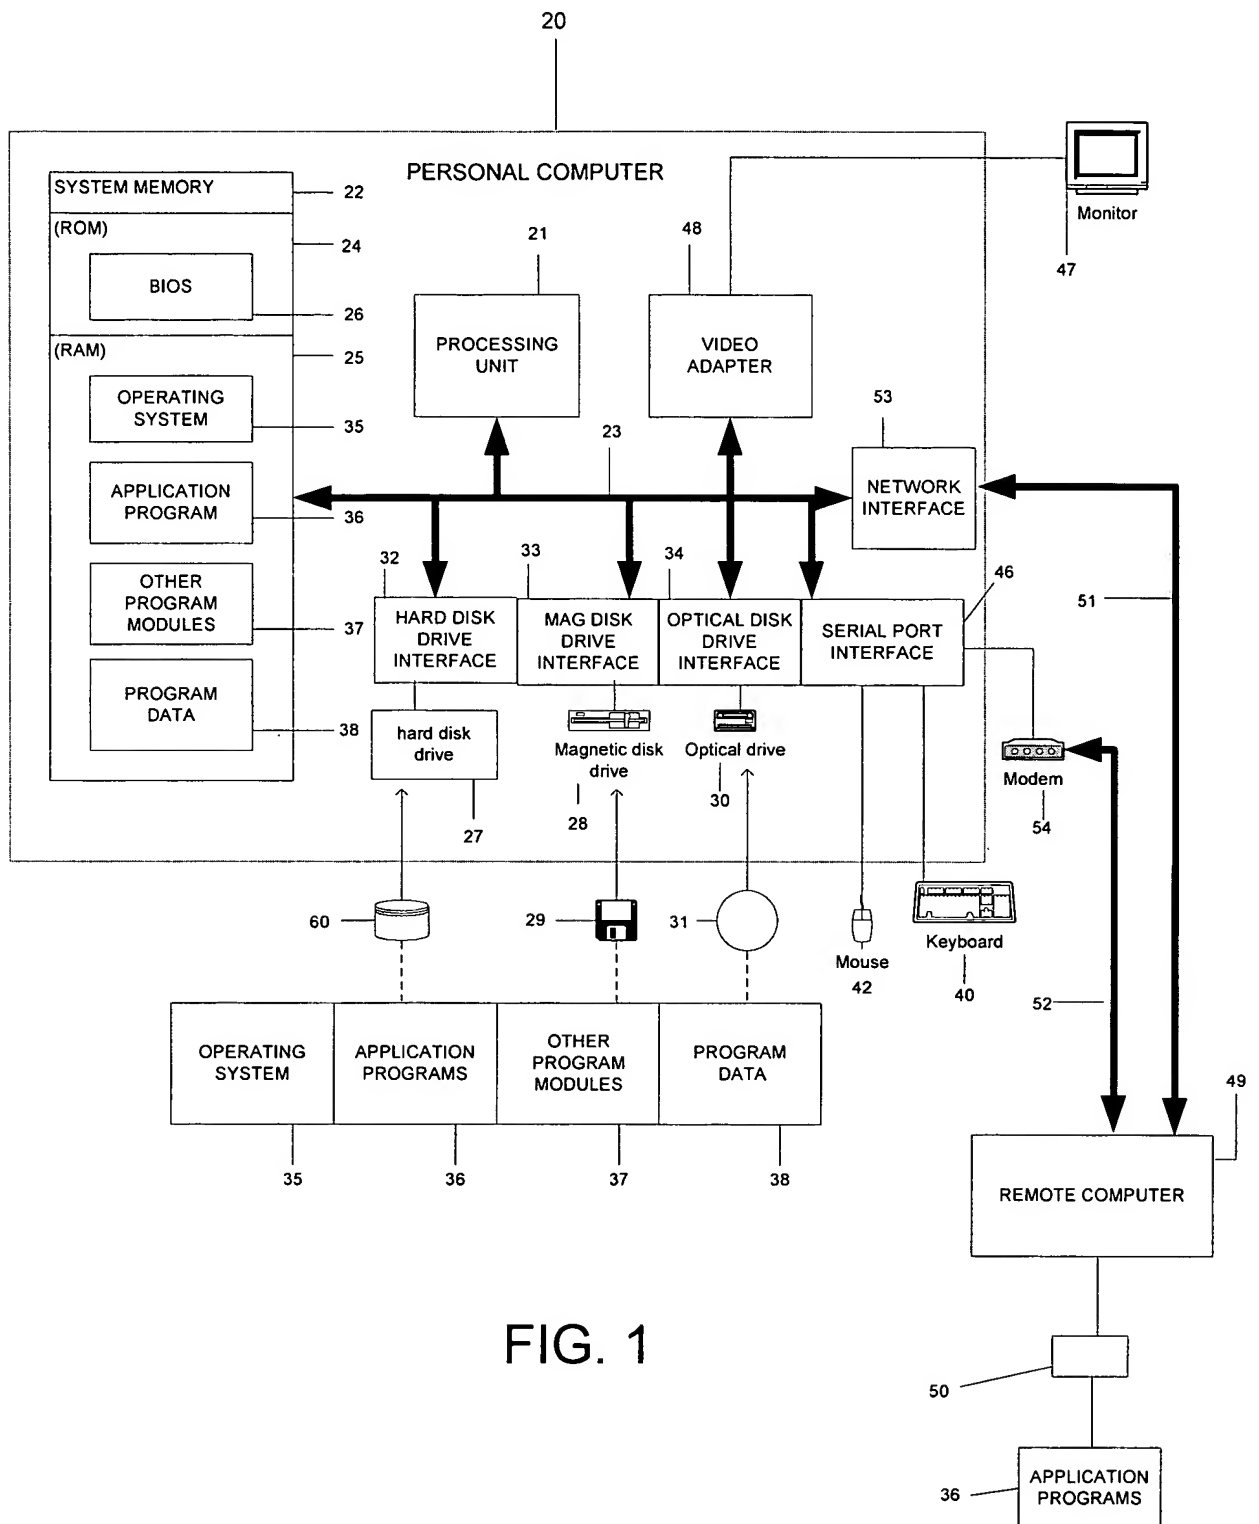 20
PERSONAL COMPUTER
SYSTEM MEMORY
22
(ROM)
24
BIOS
26
(RAM)
25
OPERATING
SYSTEM
35
APPLICATION
PROGRAM
36
OTHER
PROGRAM
MODULES
37
PROGRAM
DATA
38
21
PROCESSING
UNIT
48
VIDEO
ADAPTER
Monitor
47
23
53
NETWORK
INTERFACE
32
HARD DISK
DRIVE
INTERFACE
33
MAG DISK
DRIVE
INTERFACE
34
OPTICAL DISK
DRIVE
INTERFACE
46
SERIAL PORT
INTERFACE
51
hard disk
drive
27
Magnetic disk
drive
28
Optical drive
30
Modem
54
60
29
31
Mouse
42
Keyboard
40
52
OPERATING
SYSTEM
APPLICATION
PROGRAMS
OTHER
PROGRAM
MODULES
PROGRAM
DATA
35
36
37
38
49
REMOTE COMPUTER
50
36
APPLICATION
PROGRAMS
FIG. 1